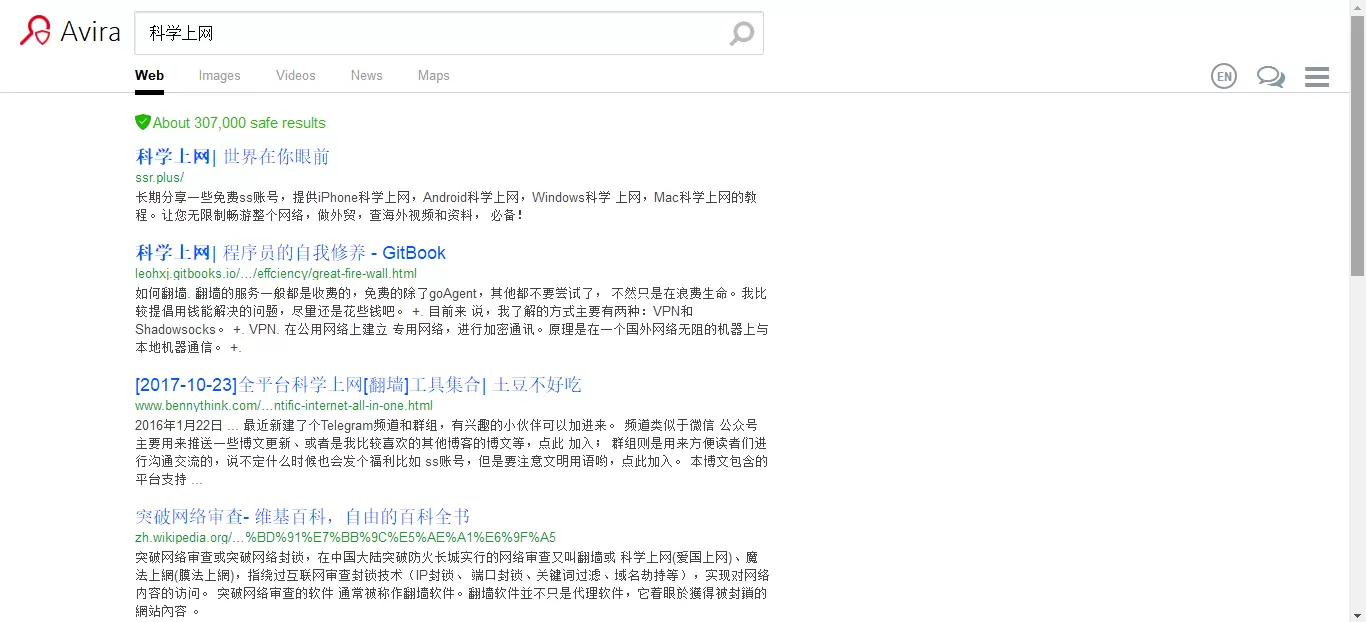 Avira
科学上网
Web Images Videos News Maps
EN
About 307,000 safe results
科学上网| 世界在你眼前
ssr.plus/
长期分享一些免费ss账号，提供iPhone科学上网，Android科学上网，Windows科学 上网，Mac科学上网的教
程。让您无限制畅游整个网络，做外贸，查海外视频和资料， 必备！
科学上网| 程序员的自我修养 - GitBook
leohxj.gitbooks.io/…/effciency/great-fire-wall.html
如何翻墙. 翻墙的服务一般都是收费的，免费的除了goAgent，其他都不要尝试了， 不然只是在浪费生命。我比
较提倡用钱能解决的问题，尽量还是花些钱吧。 +. 目前来 说，我了解的方式主要有两种：VPN和
Shadowsocks。 +. VPN. 在公用网络上建立 专用网络，进行加密通讯。原理是在一个国外网络无阻的机器上与
本地机器通信。 +.
[2017-10-23]全平台科学上网[翻墙]工具集合| 土豆不好吃
www.bennythink.com/…ntific-internet-all-in-one.html
2016年1月22日 ... 最近新建了个Telegram频道和群组，有兴趣的小伙伴可以加进来。 频道类似于微信 公众号
主要用来推送一些博文更新、或者是我比较喜欢的其他博客的博文等，点此 加入； 群组则是用来方便读者们进
行沟通交流的，说不定什么时候也会发个福利比如 ss账号，但是要注意文明用语哟，点此加入。 本博文包含的
平台支持 ...
突破网络审查- 维基百科，自由的百科全书
zh.wikipedia.org/…%BD%91%E7%BB%9C%E5%AE%A1%E6%9F%A5
突破网络审查或突破网络封锁，在中国大陆突破防火长城实行的网络审查又叫翻墙或 科学上网(爱国上网)、魔
法上網(膜法上網)，指绕过互联网审查封锁技术（IP封锁、 端口封锁、关键词过滤、域名劫持等），实现对网络
内容的访问。 突破网络审查的软件 通常被称作翻墙软件。翻墙软件并不只是代理软件，它着眼於獲得被封鎖的
網站內容 。